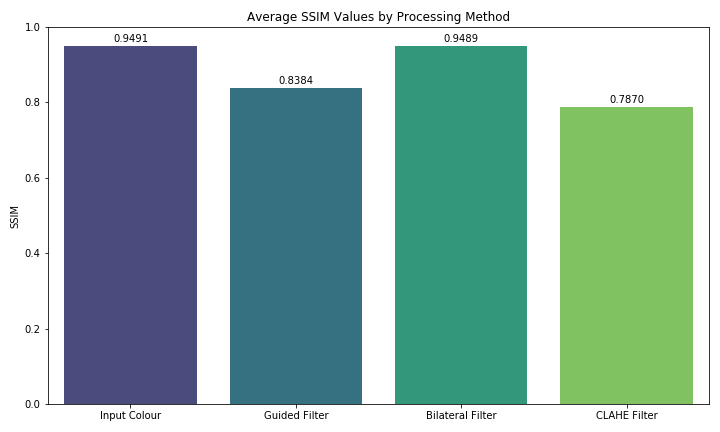 Average SSIM Values by Processing Method
SSIM
1.0
0.8
0.6
0.4
0.2
0.0
0.9491
0.8384
0.9489
0.7870
Input Colour
Guided Filter
Bilateral Filter
CLAHE Filter